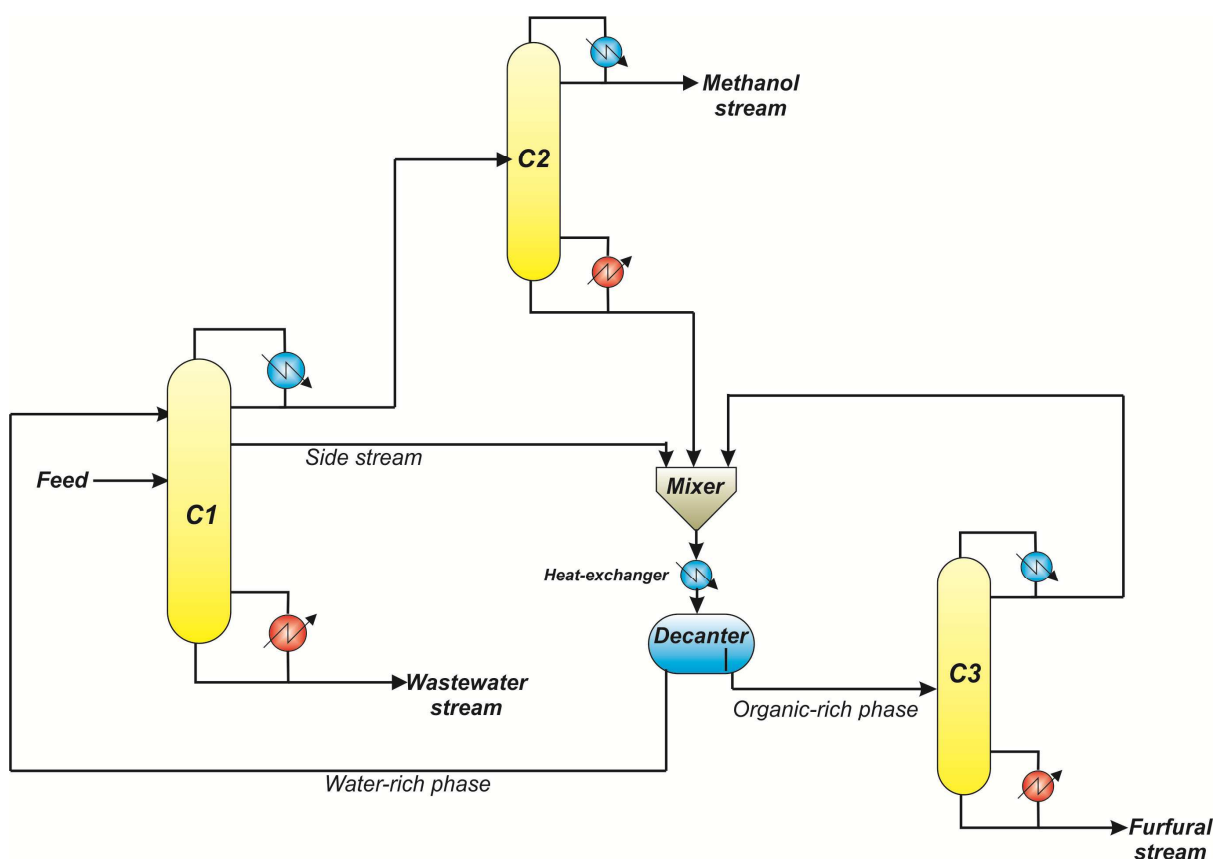 Methanol
stream
C2
Side stream
Feed
C1
Mixer
Heat-exchanger
Decanter
Wastewater
stream
Organic-rich phase
C3
Water-rich phase
Furfural
stream